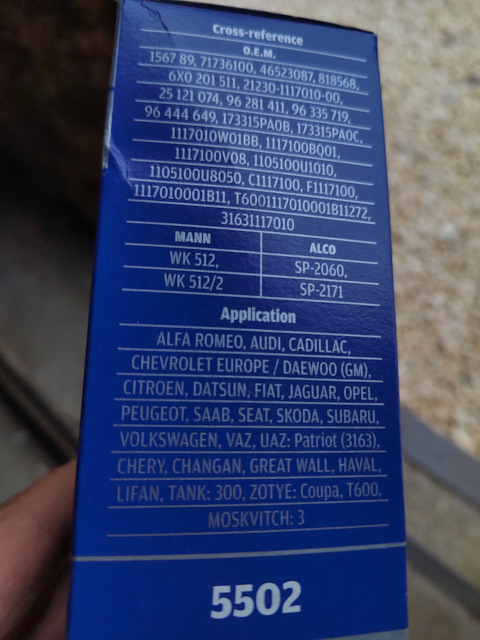 Cross-reference
O.E.M.
1567 89, 71736100, 46523087, 818568,
6X0 201 511, 21230-1117010-00,
25 121 074, 96 281 411, 96 335 719,
96 444 649, 173315PA0B, 173315PA0C,
1117010W01BB, 1117100BQ01,
1117100V08, 1105100U1010,
1105100U8050, C1117100, F1117100,
1117010001B11, T6001117010001B11272,
31631117010
MANN ALCO
WK 512, SP-2060,
WK 512/2 SP-2171
Application
ALFA ROMEO, AUDI, CADILLAC,
CHEVROLET EUROPE / DAEWOO (GM),
CITROEN, DATSUN, FIAT, JAGUAR, OPEL,
PEUGEOT, SAAB, SEAT, SKODA, SUBARU,
VOLKSWAGEN, VAZ, UAZ: Patriot (3163),
CHERY, CHANGAN, GREAT WALL, HAVAL,
LIFAN, TANK: 300, ZOTYE: Coupa, T600,
MOSKVITCH: 3
5502